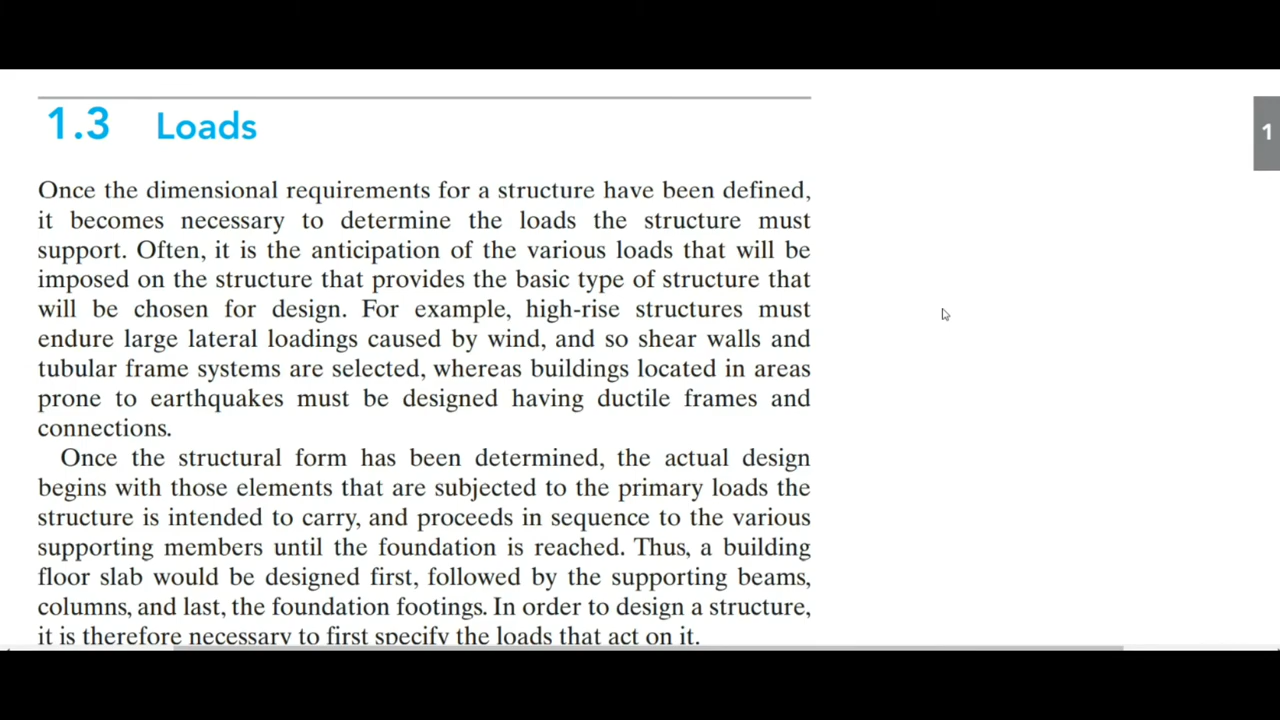 1.3 Loads
1
Once the dimensional requirements for a structure have been defined,
it becomes necessary to determine the loads the structure must
support. Often, it is the anticipation of the various loads that will be
imposed on the structure that provides the basic type of structure that
will be chosen for design. For example, high-rise structures must
endure large lateral loadings caused by wind, and so shear walls and
tubular frame systems are selected, whereas buildings located in areas
prone to earthquakes must be designed having ductile frames and
connections.
Once the structural form has been determined, the actual design
begins with those elements that are subjected to the primary loads the
structure is intended to carry, and proceeds in sequence to the various
supporting members until the foundation is reached. Thus, a building
floor slab would be designed first, followed by the supporting beams,
columns, and last, the foundation footings. In order to design a structure,
it is therefore necessary to first specify the loads that act on it.